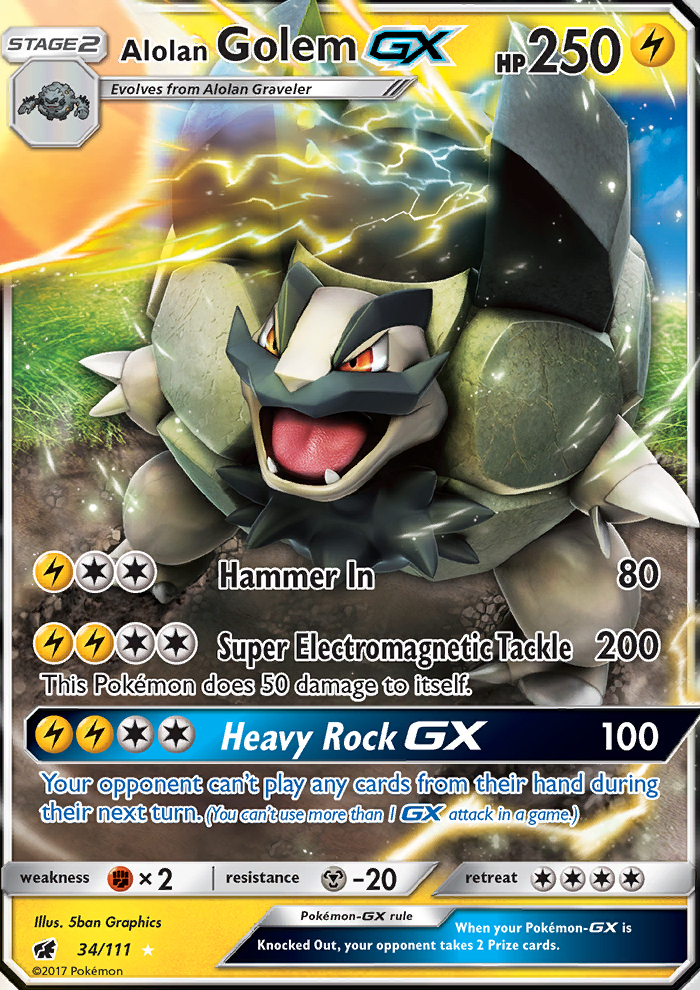 STAGE 2
Alolan Golem GX
HP 250
Evolves from Alolan Graveler
Hammer In 80
Super Electromagnetic Tackle 200
This Pokémon does 50 damage to itself.
Heavy Rock GX 100
Your opponent can't play any cards from their hand during
their next turn. (You can't use more than 1 GX attack in a game.)
weakness × 2
resistance -20
retreat
Illus. 5ban Graphics
34/111
©2017 Pokémon
Pokémon-GX rule
When your Pokémon-GX is
Knocked Out, your opponent takes 2 Prize cards.